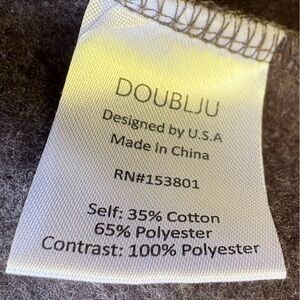 DOUBLJU
Designed by U.S.A
Made In China
RN#153801
Self: 35% Cotton
65% Polyester
Contrast: 100% Polyester